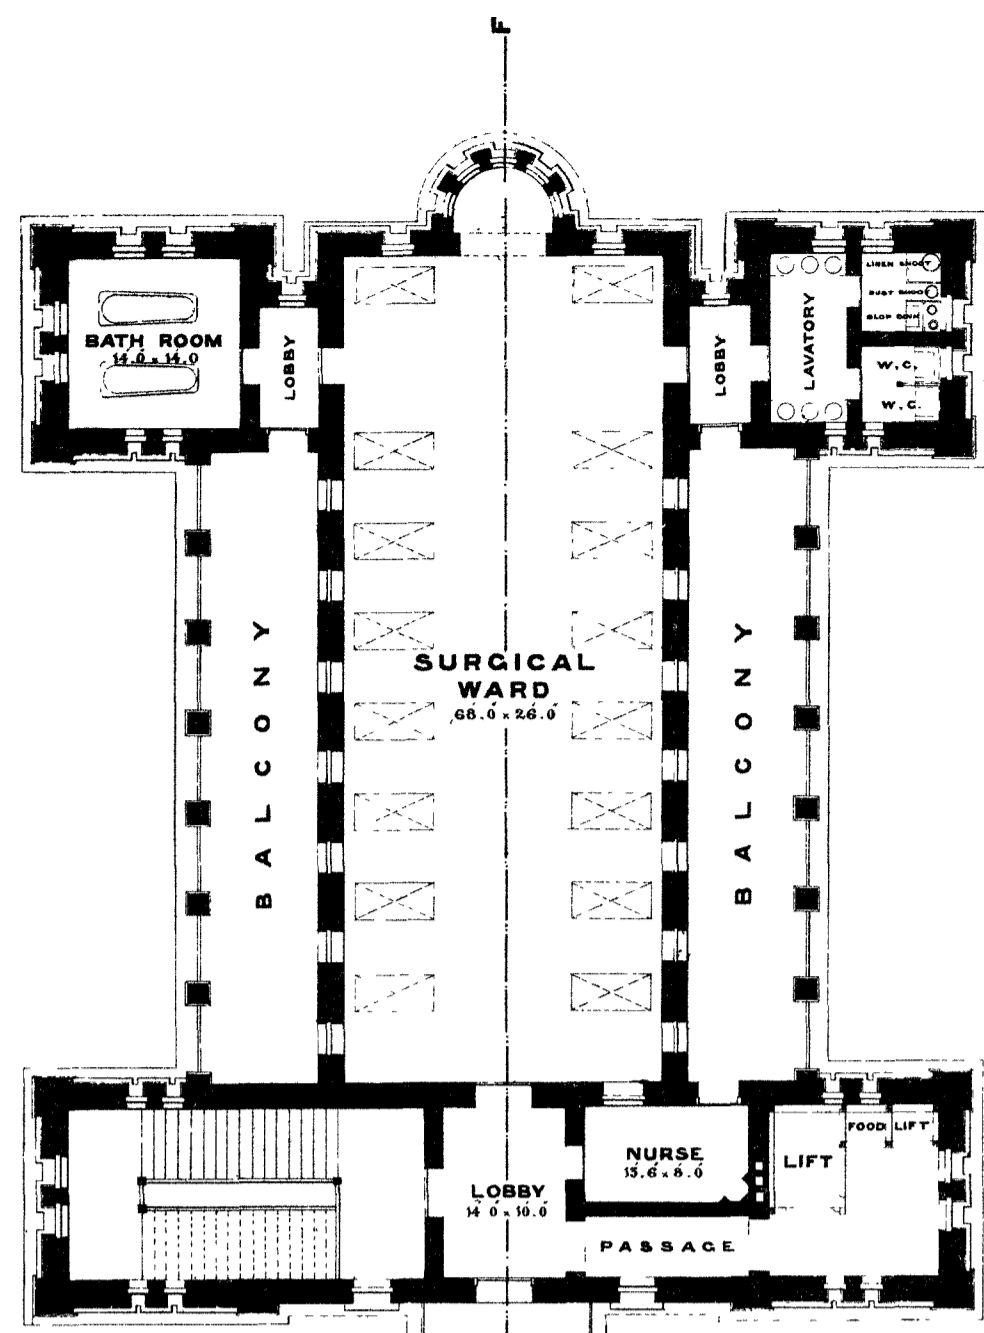 F
LINEN SHOOT
DUST SHOOT
SLOP SINK
BATH ROOM
14.0 x 14.0
LOBBY
LOBBY
LAVATORY
W.C.
W.C.
BALCONY
SURGICAL
WARD
68.0 x 26.0
BALCONY
FOOD LIFT
NURSE
13.6 x 8.0
LIFT
LOBBY
14 0 x 10.0
PASSAGE